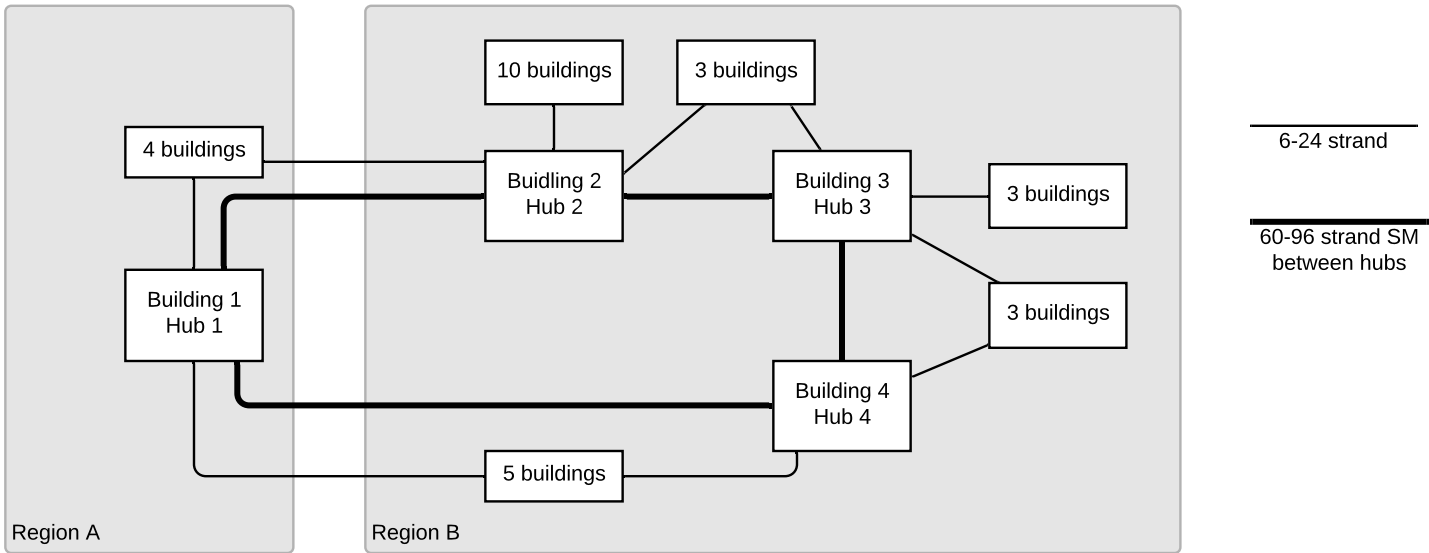 10 buildings
3 buildings
4 buildings
6-24 strand
Buidling 2
Hub 2
Building 3
Hub 3
3 buildings
60-96 strand SM
between hubs
Building 1
Hub 1
3 buildings
Building 4
Hub 4
5 buildings
Region A
Region B